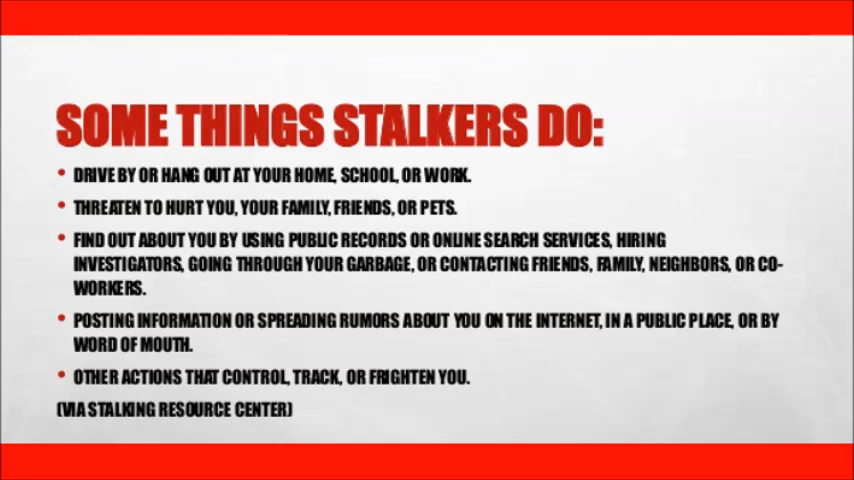 SOME THINGS STALKERS DO:
• DRIVE BY OR HANG OUT AT YOUR HOME, SCHOOL, OR WORK.
• THREATEN TO HURT YOU, YOUR FAMILY, FRIENDS, OR PETS.
• FIND OUT ABOUT YOU BY USING PUBLIC RECORDS OR ONLINE SEARCH SERVICES, HIRING
INVESTIGATORS, GOING THROUGH YOUR GARBAGE, OR CONTACTING FRIENDS, FAMILY, NEIGHBORS, OR CO-
WORKERS.
• POSTING INFORMATION OR SPREADING RUMORS ABOUT YOU ON THE INTERNET, IN A PUBLIC PLACE, OR BY
WORD OF MOUTH.
• OTHER ACTIONS THAT CONTROL, TRACK, OR FRIGHTEN YOU.
(VIA STALKING RESOURCE CENTER)